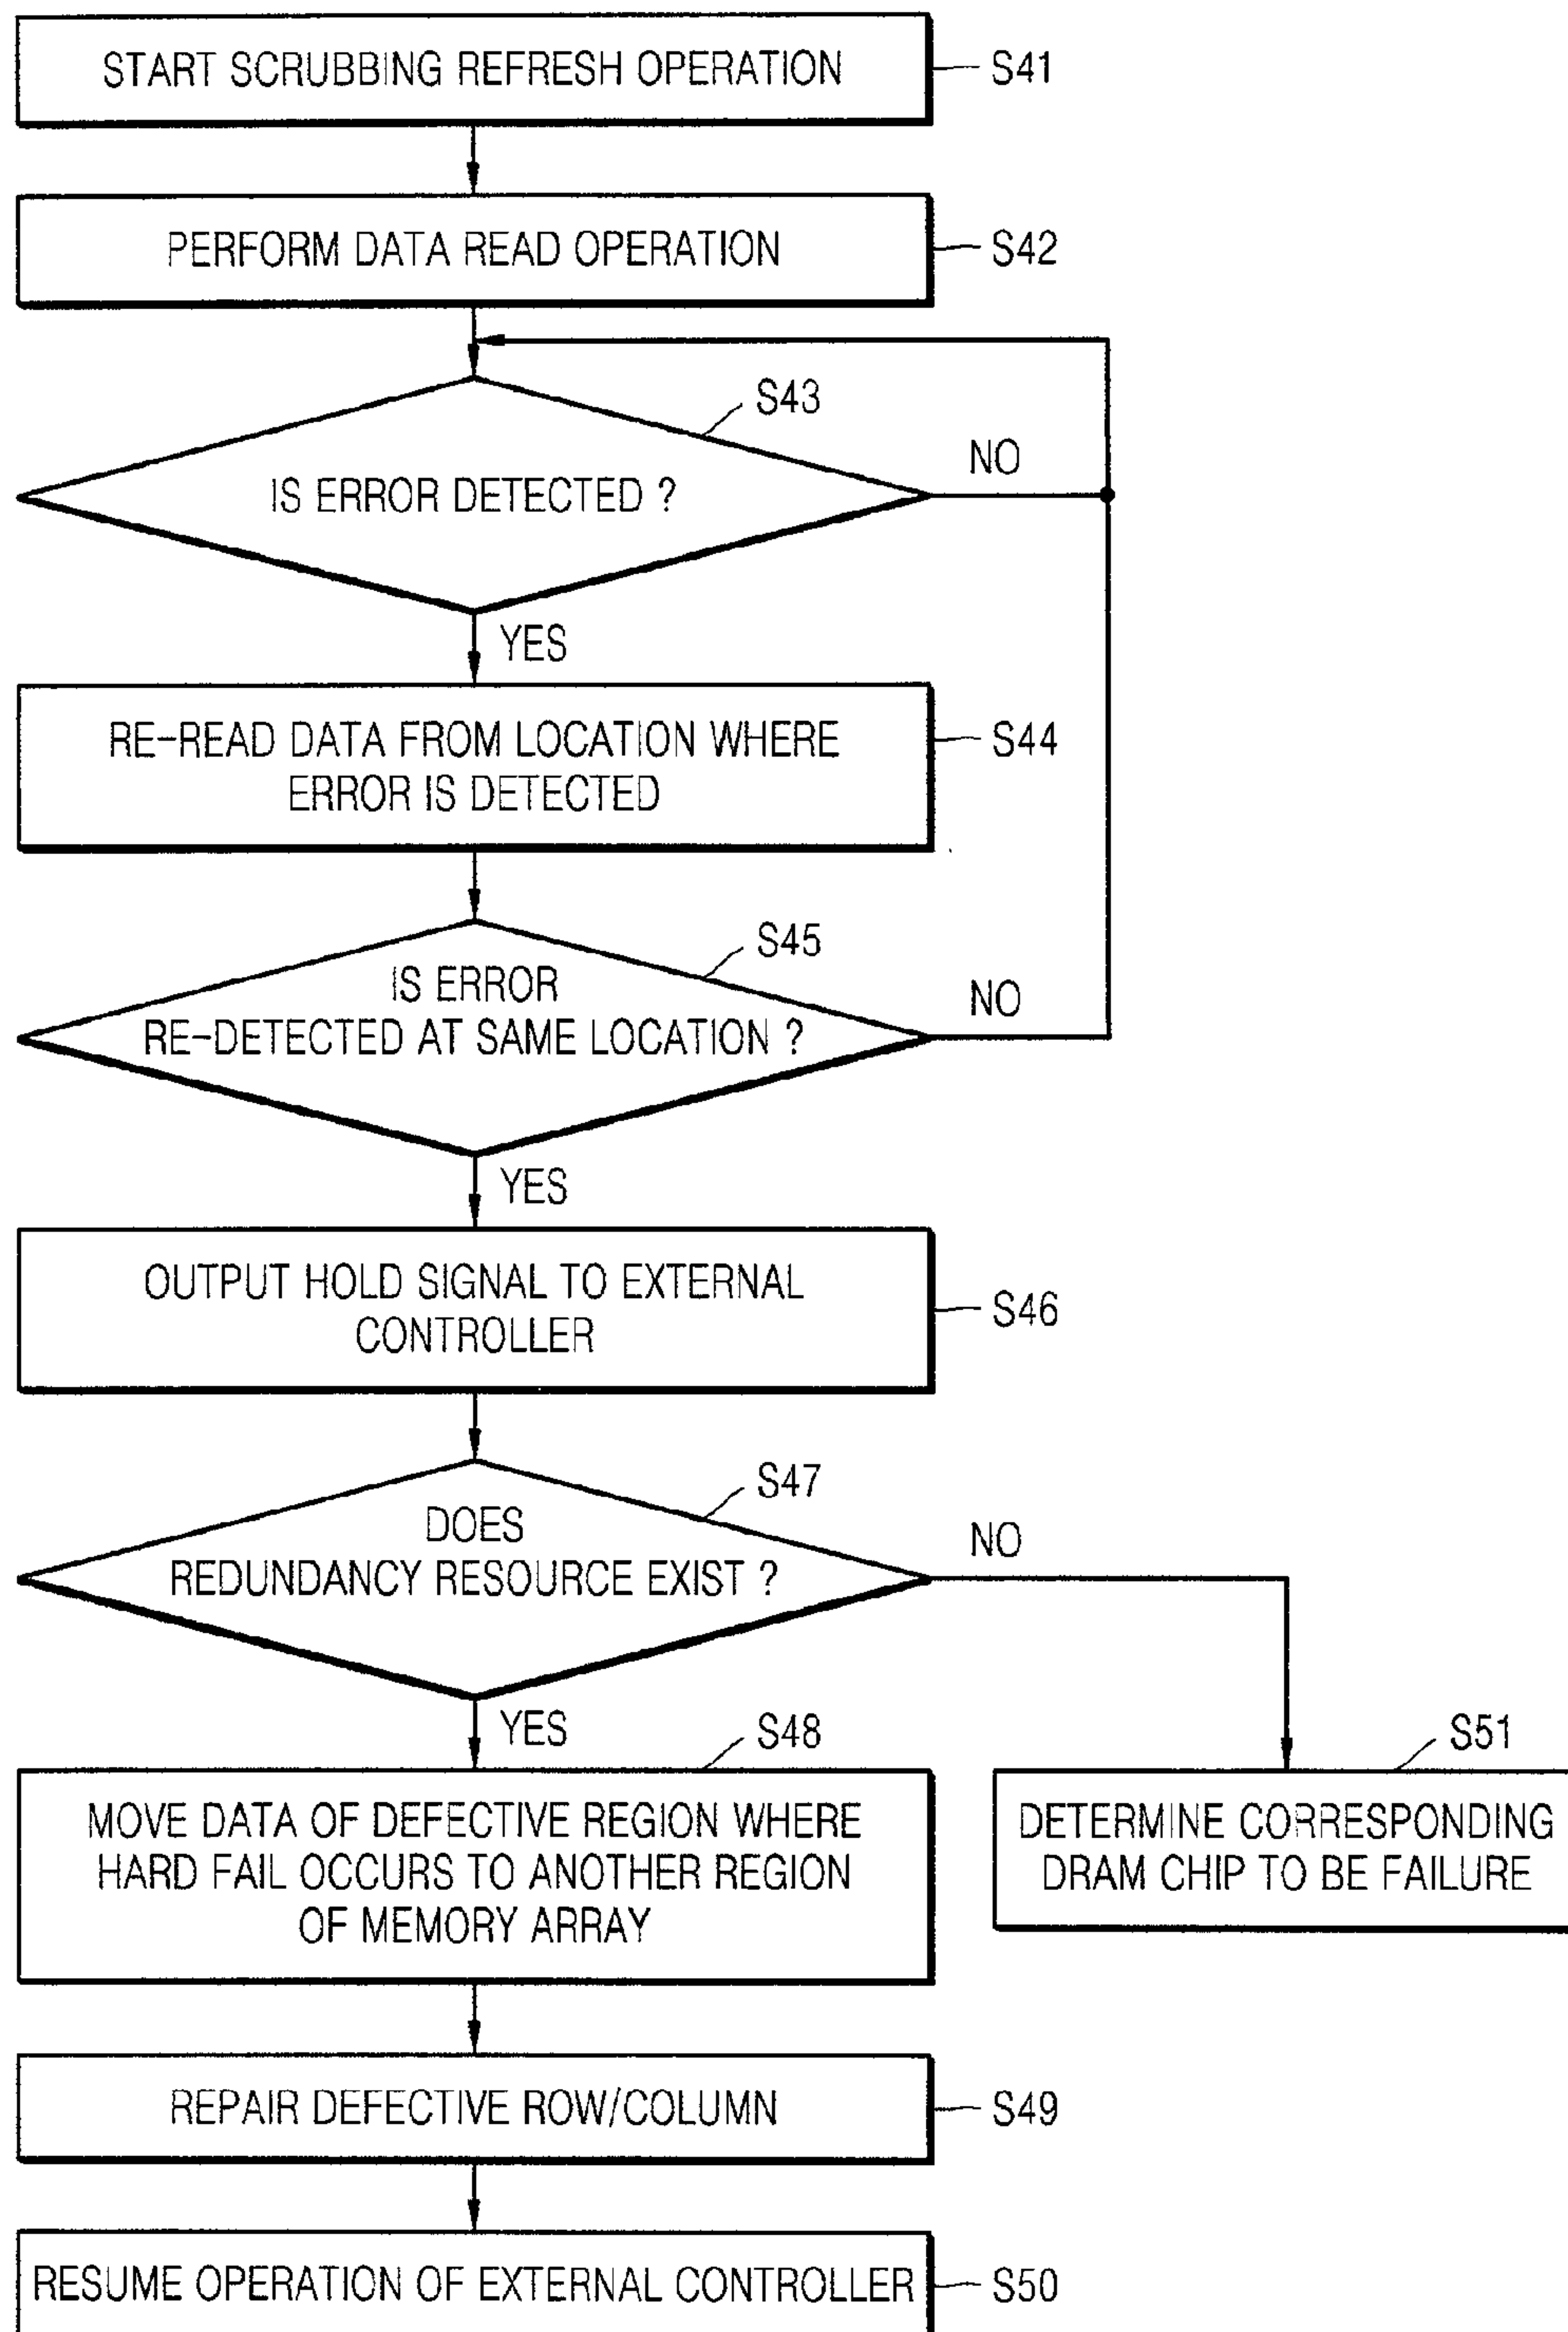 START SCRUBBING REFRESH OPERATION
S41
PERFORM DATA READ OPERATION
S42
S43
IS ERROR DETECTED ?
NO
YES
RE-READ DATA FROM LOCATION WHERE
ERROR IS DETECTED
S44
S45
IS ERROR
RE-DETECTED AT SAME LOCATION ?
NO
YES
OUTPUT HOLD SIGNAL TO EXTERNAL
CONTROLLER
S46
S47
DOES
REDUNDANCY RESOURCE EXIST ?
NO
YES
S48
MOVE DATA OF DEFECTIVE REGION WHERE
HARD FAIL OCCURS TO ANOTHER REGION
OF MEMORY ARRAY
S51
DETERMINE CORRESPONDING
DRAM CHIP TO BE FAILURE
REPAIR DEFECTIVE ROW/COLUMN
S49
RESUME OPERATION OF EXTERNAL CONTROLLER
S50